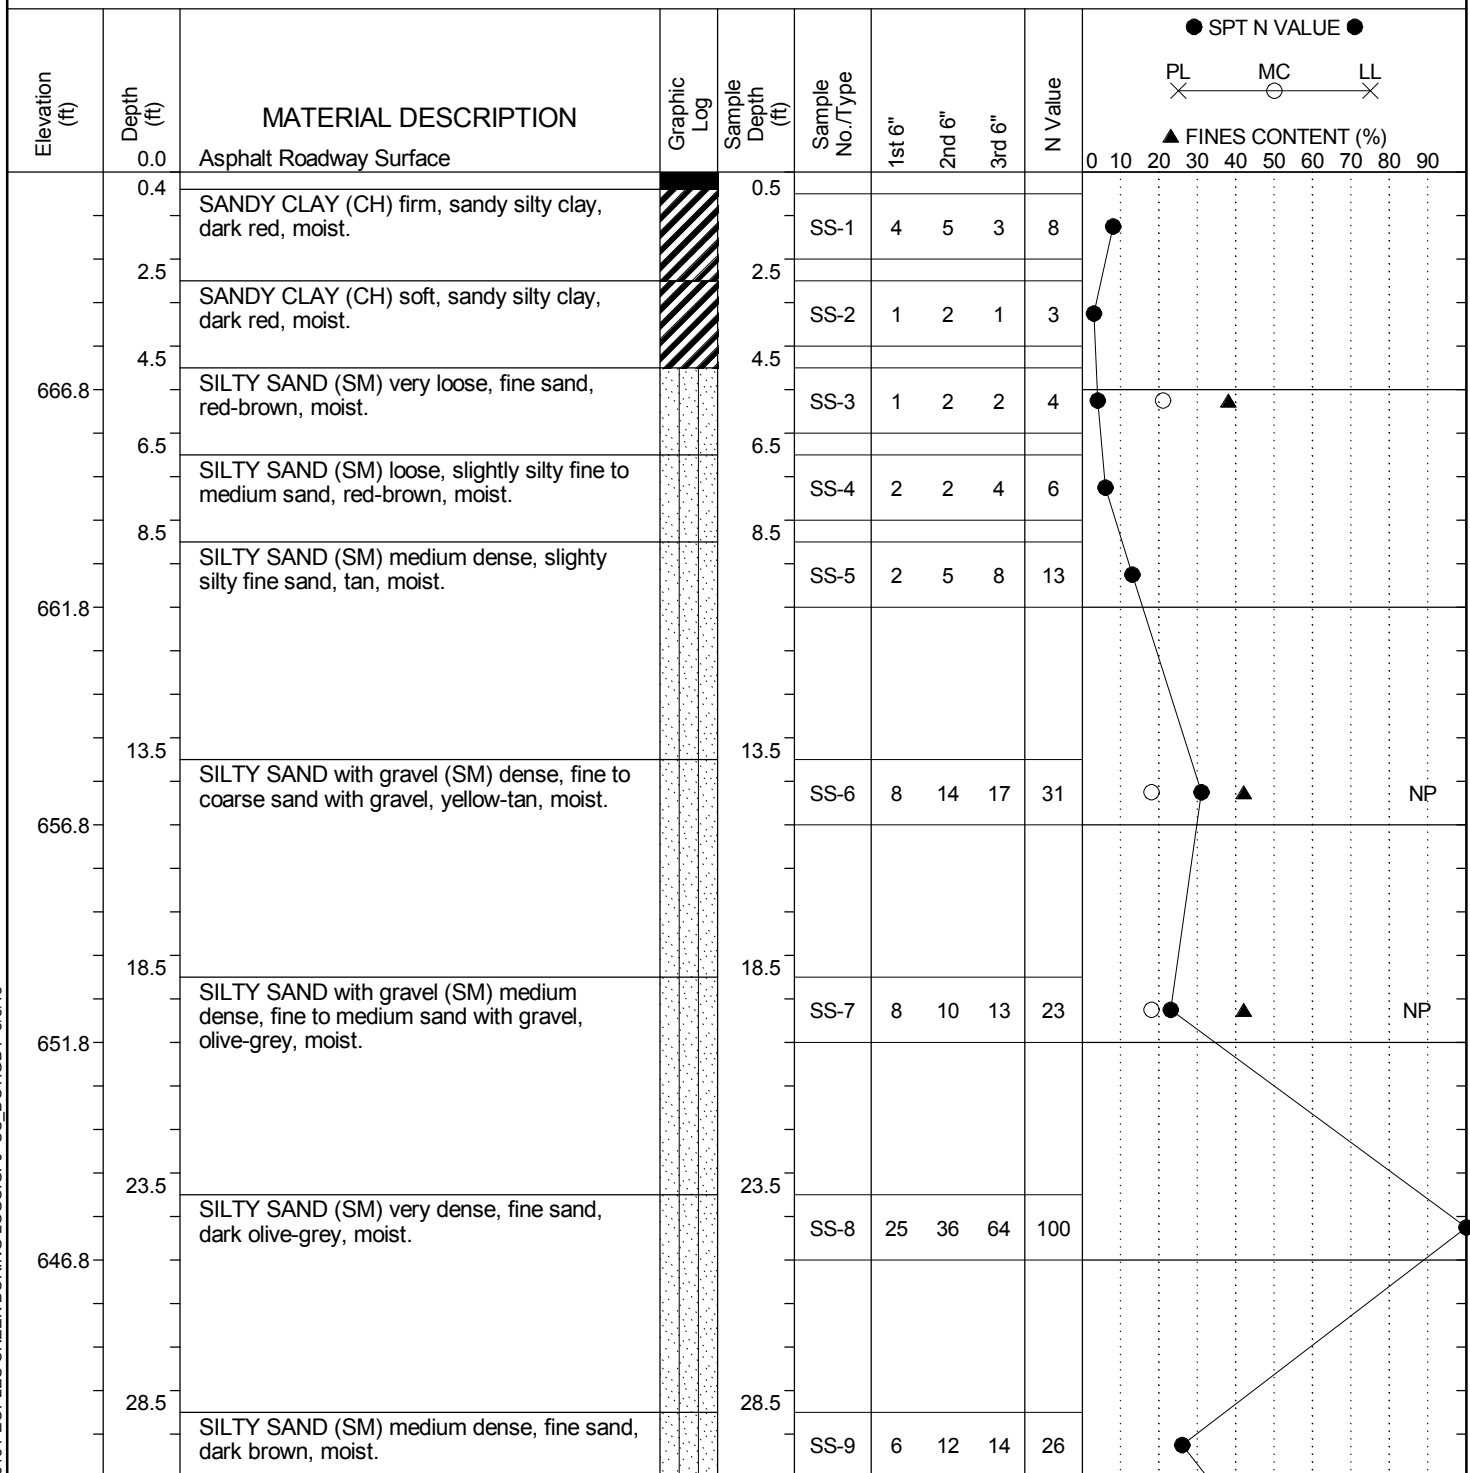 ● SPT N VALUE ●
PL MC LL
▲ FINES CONTENT (%)
0 10 20 30 40 50 60 70 80 90
Elevation (ft)
Depth (ft)
MATERIAL DESCRIPTION
Graphic Log
Sample Depth (ft)
Sample No./Type
1st 6"
2nd 6"
3rd 6"
N Value
0.0 Asphalt Roadway Surface
0.4 0.5
SANDY CLAY (CH) firm, sandy silty clay,
dark red, moist.
SS-1 4 5 3 8
2.5 2.5
SANDY CLAY (CH) soft, sandy silty clay,
dark red, moist.
SS-2 1 2 1 3
4.5 4.5
666.8
SILTY SAND (SM) very loose, fine sand,
red-brown, moist.
SS-3 1 2 2 4
6.5 6.5
SILTY SAND (SM) loose, slightly silty fine to
medium sand, red-brown, moist.
SS-4 2 2 4 6
8.5 8.5
SILTY SAND (SM) medium dense, slighty
silty fine sand, tan, moist.
SS-5 2 5 8 13
661.8
13.5 13.5
SILTY SAND with gravel (SM) dense, fine to
coarse sand with gravel, yellow-tan, moist.
SS-6 8 14 17 31 NP
656.8
18.5 18.5
SILTY SAND with gravel (SM) medium
dense, fine to medium sand with gravel,
olive-grey, moist.
SS-7 8 10 13 23 NP
651.8
23.5 23.5
SILTY SAND (SM) very dense, fine sand,
dark olive-grey, moist.
SS-8 25 36 64 100
646.8
28.5 28.5
SILTY SAND (SM) medium dense, fine sand,
dark brown, moist.
SS-9 6 12 14 26